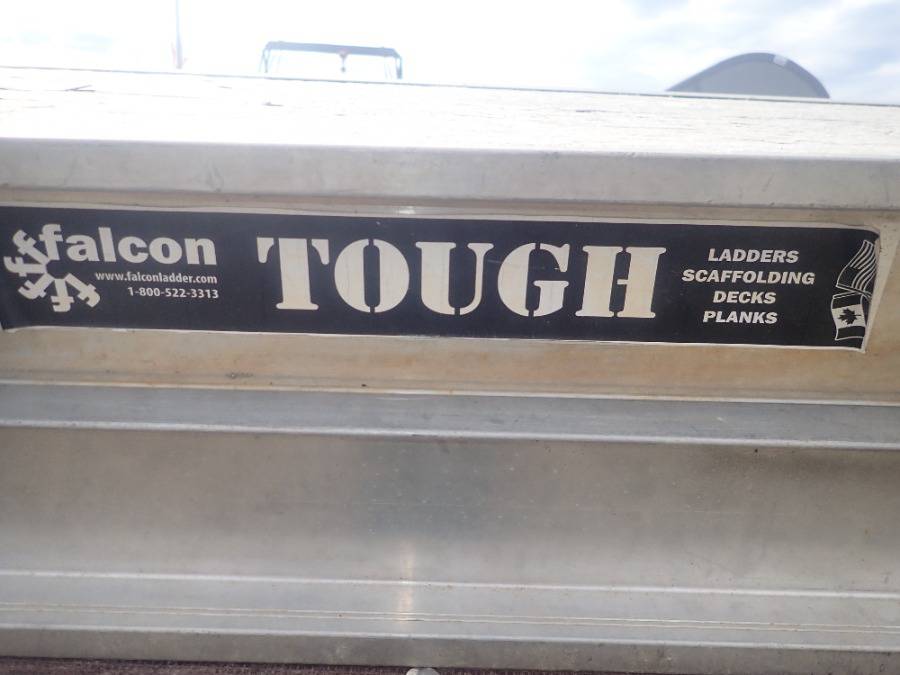 falcon
www.falconladder.com
1-800-522-3313
TOUGH
LADDERS
SCAFFOLDING
DECKS
PLANKS